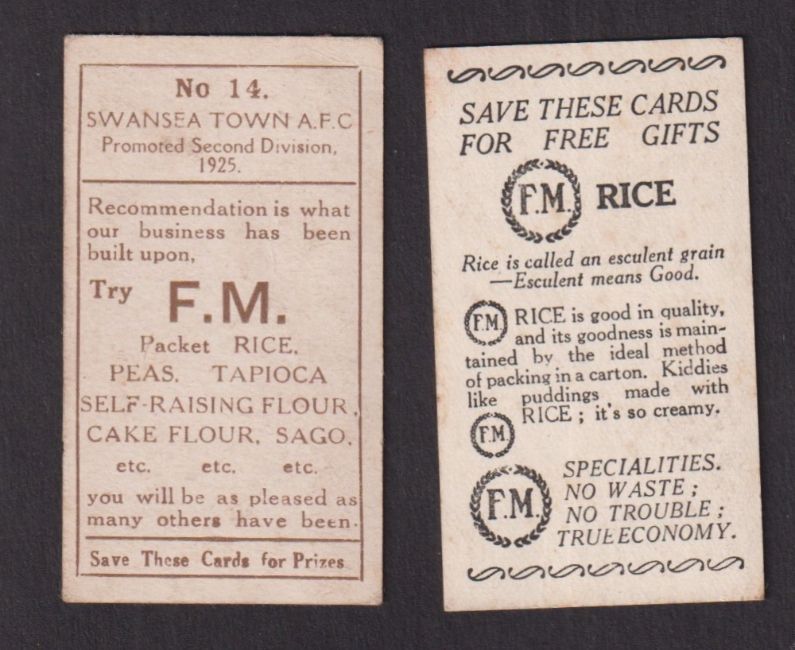 No 14.
SWANSEA TOWN A.F.C
Promoted Second Division,
1925.
Recommendation is what
our business has been
built upon,
Try F.M.
Packet RICE,
PEAS. TAPIOCA
SELF-RAISING FLOUR,
CAKE FLOUR, SAGO,
etc. etc. etc.
you will be as pleased as
many others have been.
Save These Cards for Prizes
SAVE THESE CARDS
FOR FREE GIFTS
F.M. RICE
Rice is called an esculent grain
—Esculent means Good.
F.M. RICE is good in quality,
and its goodness is main-
tained by the ideal method
of packing in a carton. Kiddies
like puddings made with
F.M. RICE ; it's so creamy.
F.M. SPECIALITIES.
NO WASTE ;
NO TROUBLE ;
TRUE ECONOMY.